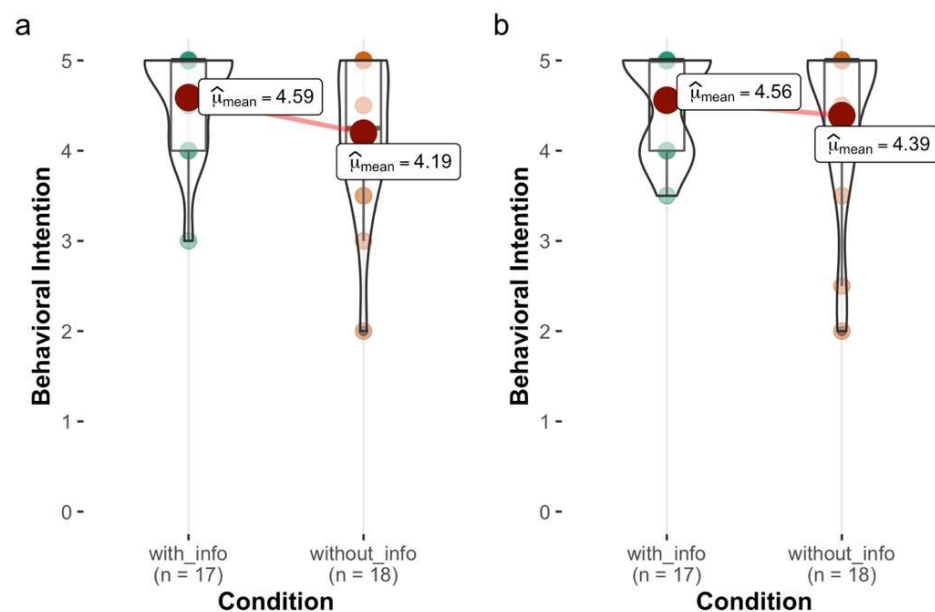 a
Behavioral Intention
5
4
3
2
1
0
μ̂mean = 4.59
μ̂mean = 4.19
with_info
(n = 17)
without_info
(n = 18)
Condition
b
Behavioral Intention
5
4
3
2
1
0
μ̂mean = 4.56
μ̂mean = 4.39
with_info
(n = 17)
without_info
(n = 18)
Condition